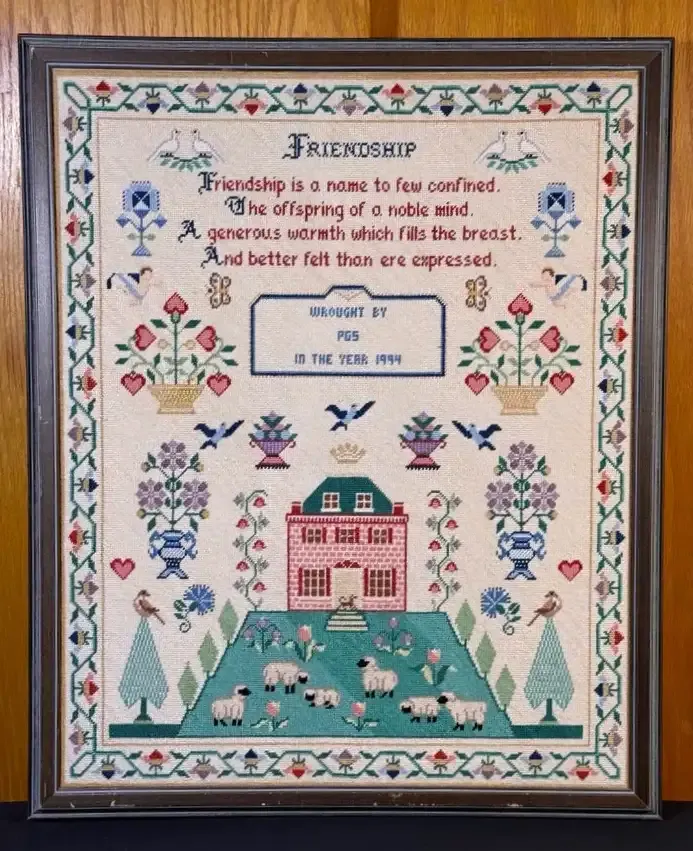 FRIENDSHIP
Friendship is a name to few confined.
The offspring of a noble mind.
A generous warmth which fills the breast.
And better felt than ere expressed.
WROUGHT BY
PGS
IN THE YEAR 1994